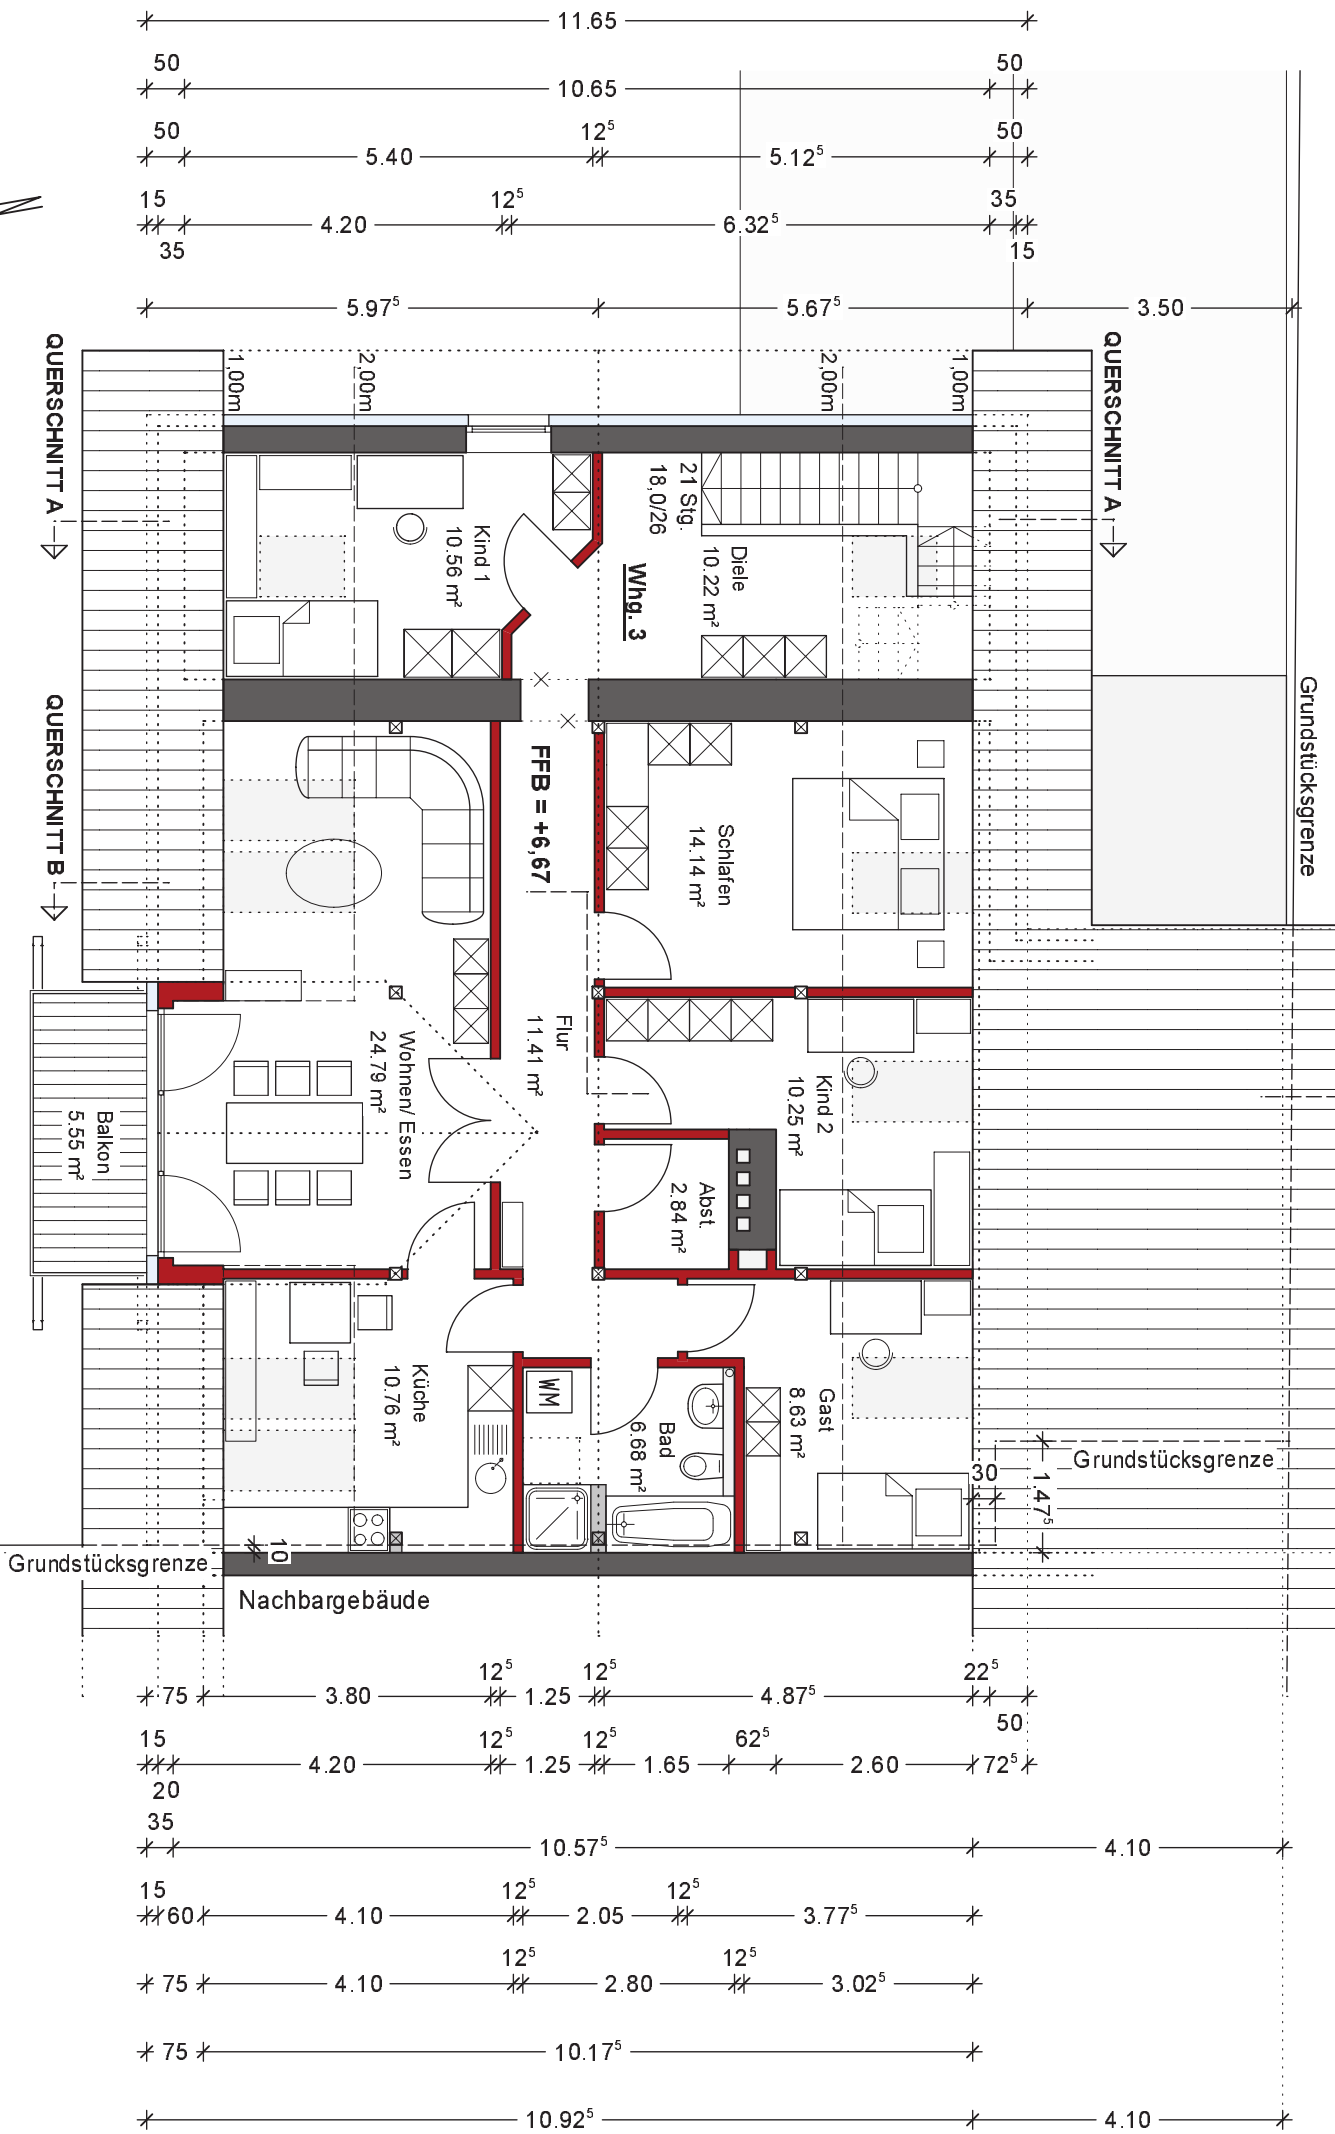 11.65
50 50
10.65
50 12⁵ 50
5.40 5.12⁵
15 12⁵ 35
4.20 6.32⁵
35 15
5.97⁵ 5.67⁵ 3.50
QUERSCHNITT A
1,00m
2,00m
2,00m
1,00m
QUERSCHNITT A
21 Stg.
18,0/26
Kind 1
10.56 m²
Diele
10.22 m²
Whg. 3
Grundstücksgrenze
QUERSCHNITT B
FFB = +6,67
Schlafen
14.14 m²
Flur
11.41 m²
Wohnen/ Essen
24.79 m²
Kind 2
10.25 m²
Balkon
5.55 m²
Abst.
2.84 m²
Küche
10.76 m²
WM
Bad
6.68 m²
Gast
8.63 m²
Grundstücksgrenze
30
1.47⁵
10
Grundstücksgrenze
Nachbargebäude
12⁵ 12⁵ 22⁵
75 3.80 1.25 4.87⁵
50
15 12⁵ 12⁵ 62⁵
4.20 1.25 1.65 2.60 72⁵
20
35
10.57⁵ 4.10
15 12⁵ 12⁵
60 4.10 2.05 3.77⁵
12⁵ 12⁵
75 4.10 2.80 3.02⁵
75 10.17⁵
10.92⁵ 4.10